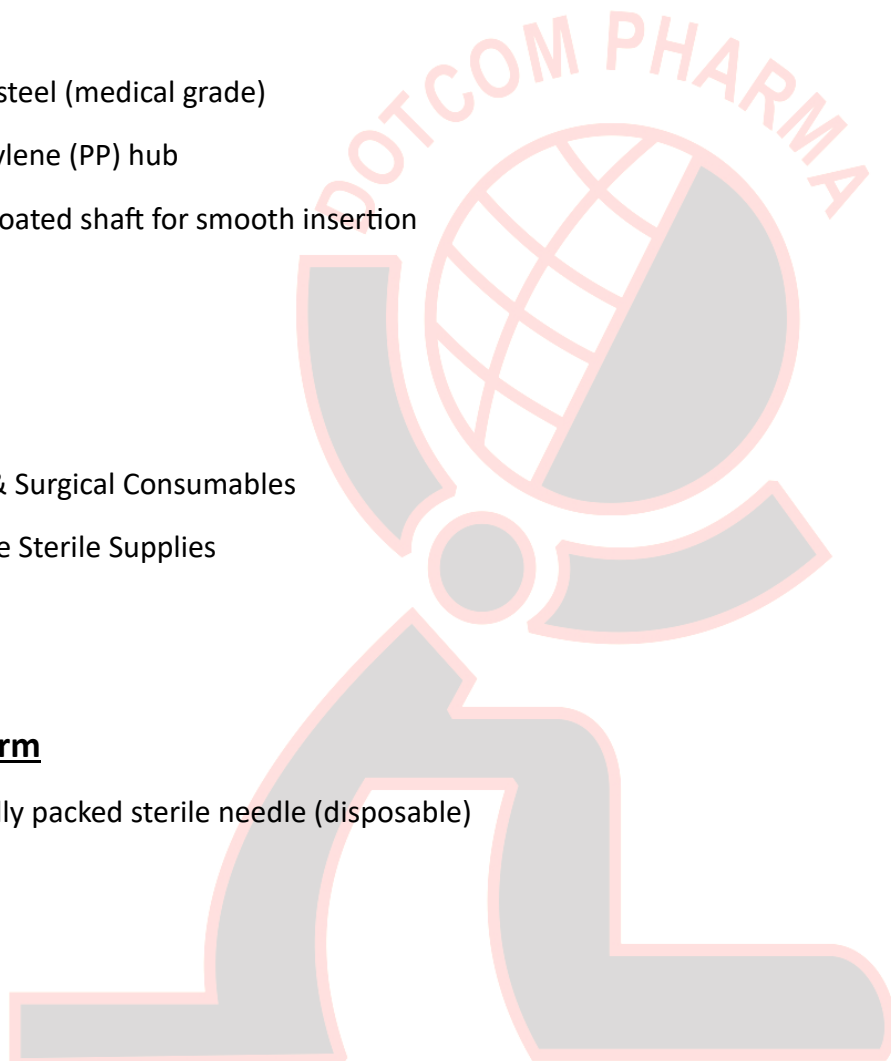 DOTCOM PHARMA
steel (medical grade)
ylene (PP) hub
oated shaft for smooth insertion
& Surgical Consumables
e Sterile Supplies
rm
lly packed sterile needle (disposable)